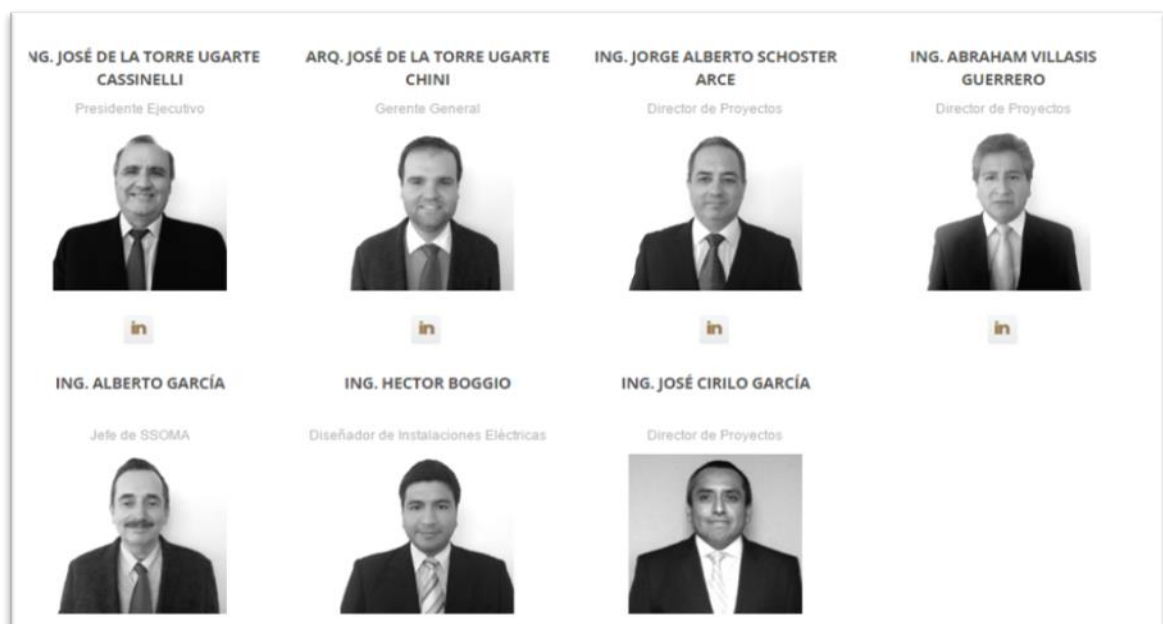 NG. JOSÉ DE LA TORRE UGARTE
CASSINELLI
Presidente Ejecutivo
in
ARQ. JOSÉ DE LA TORRE UGARTE
CHINI
Gerente General
in
ING. JORGE ALBERTO SCHOSTER
ARCE
Director de Proyectos
in
ING. ABRAHAM VILLASIS
GUERRERO
Director de Proyectos
in
ING. ALBERTO GARCÍA
Jefe de SSOMA
ING. HECTOR BOGGIO
Diseñador de Instalaciones Eléctricas
ING. JOSÉ CIRILO GARCÍA
Director de Proyectos